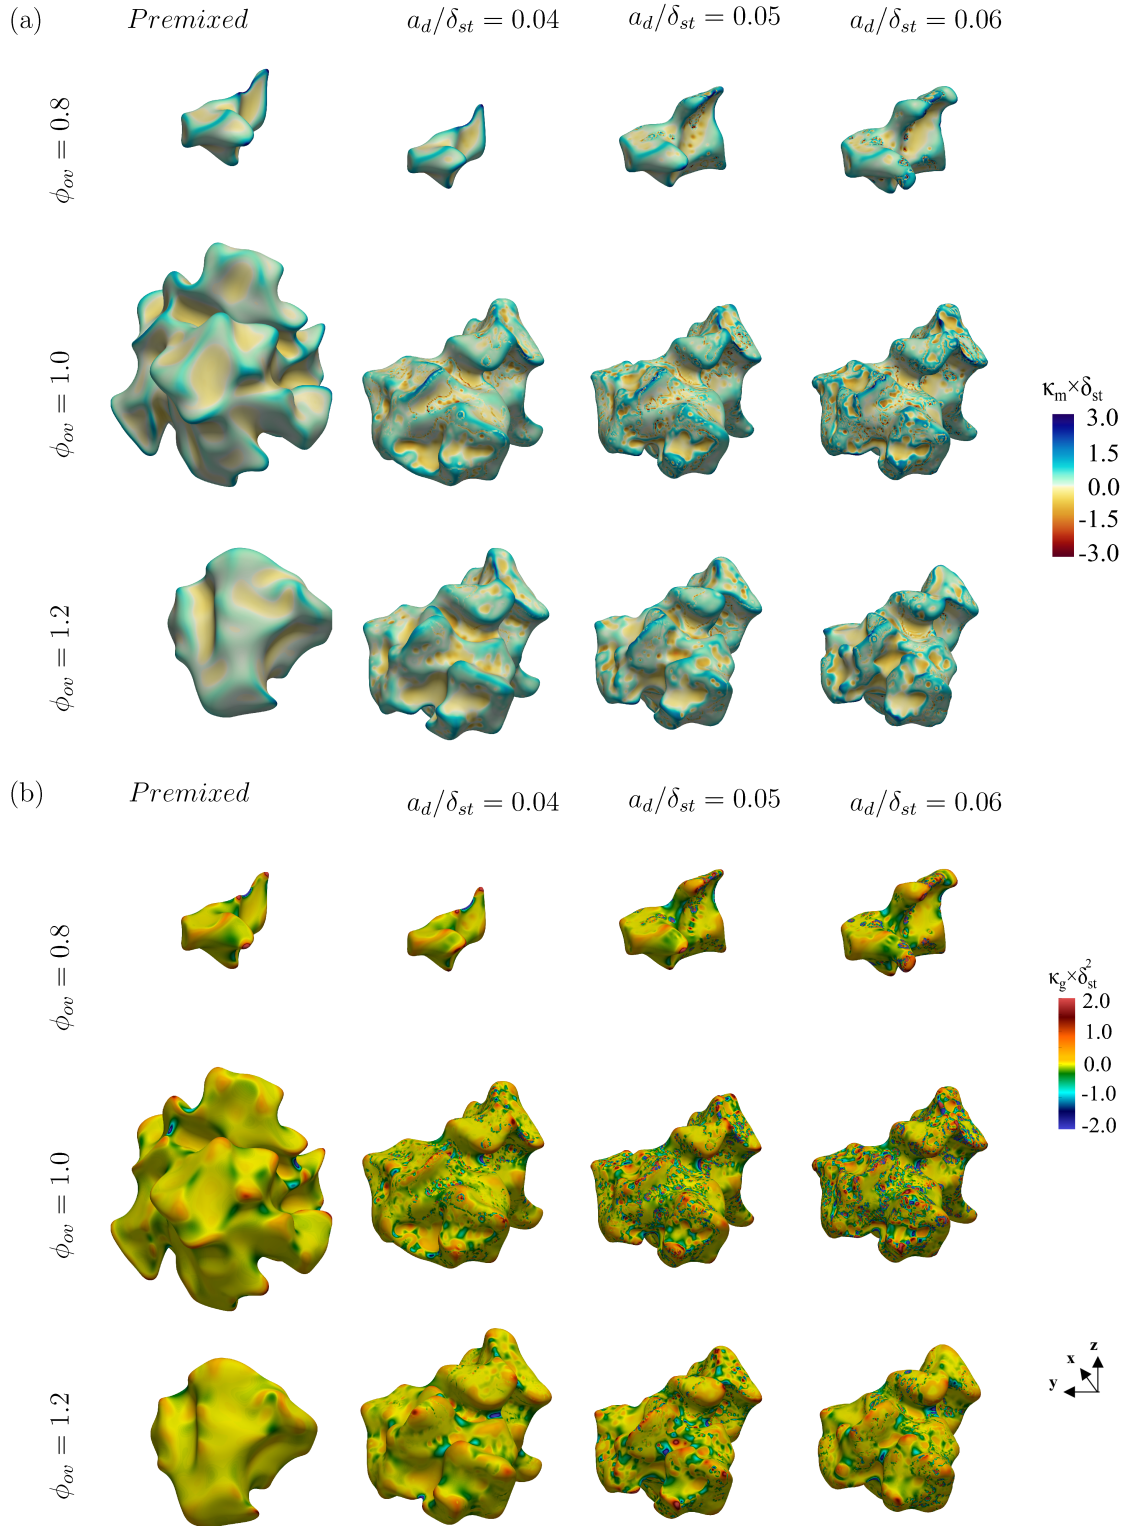 (a) Premixed a_d/δ_st = 0.04 a_d/δ_st = 0.05 a_d/δ_st = 0.06
ϕ_ov = 0.8
ϕ_ov = 1.0
κ_m×δ_st
3.0
1.5
0.0
-1.5
-3.0
ϕ_ov = 1.2
(b) Premixed a_d/δ_st = 0.04 a_d/δ_st = 0.05 a_d/δ_st = 0.06
ϕ_ov = 0.8
κ_g×δ_st^2
2.0
1.0
0.0
-1.0
-2.0
ϕ_ov = 1.0
ϕ_ov = 1.2
x z
y